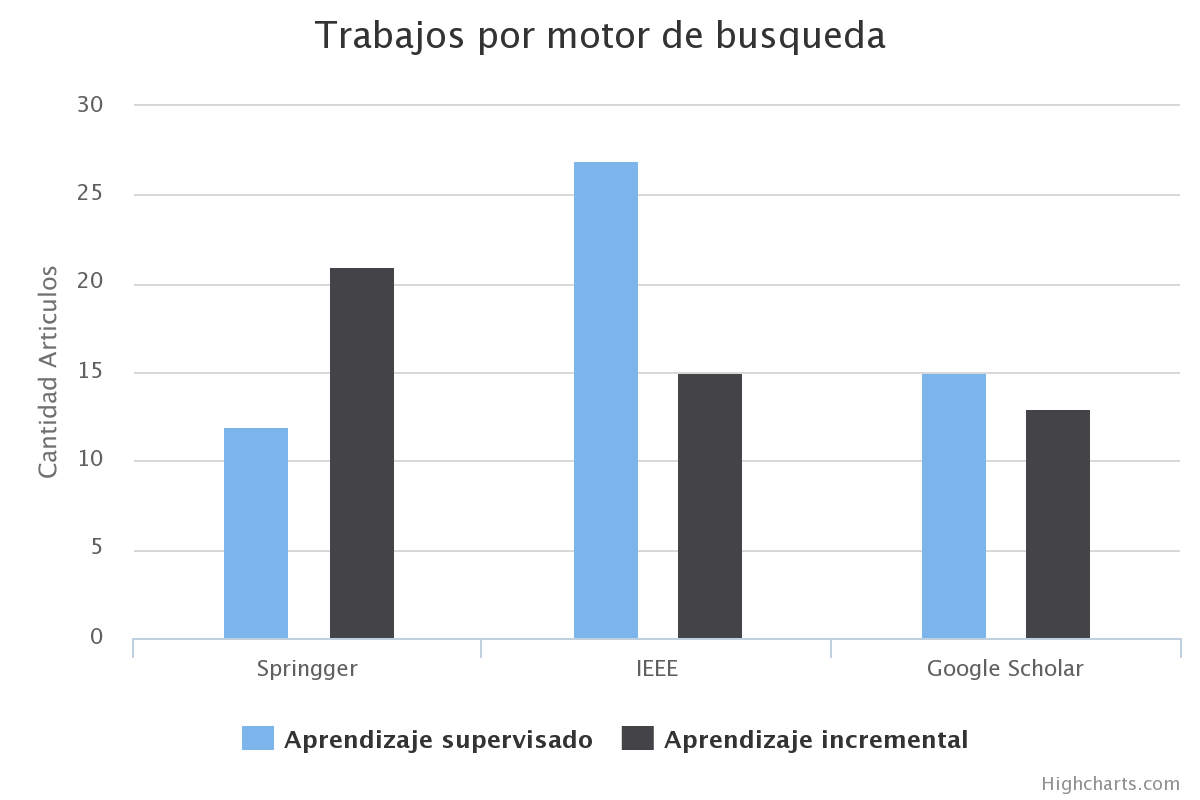 Trabajos por motor de busqueda
Cantidad Articulos
30
25
20
15
10
5
0
Springger
IEEE
Google Scholar
Aprendizaje supervisado
Aprendizaje incremental
Highcharts.com